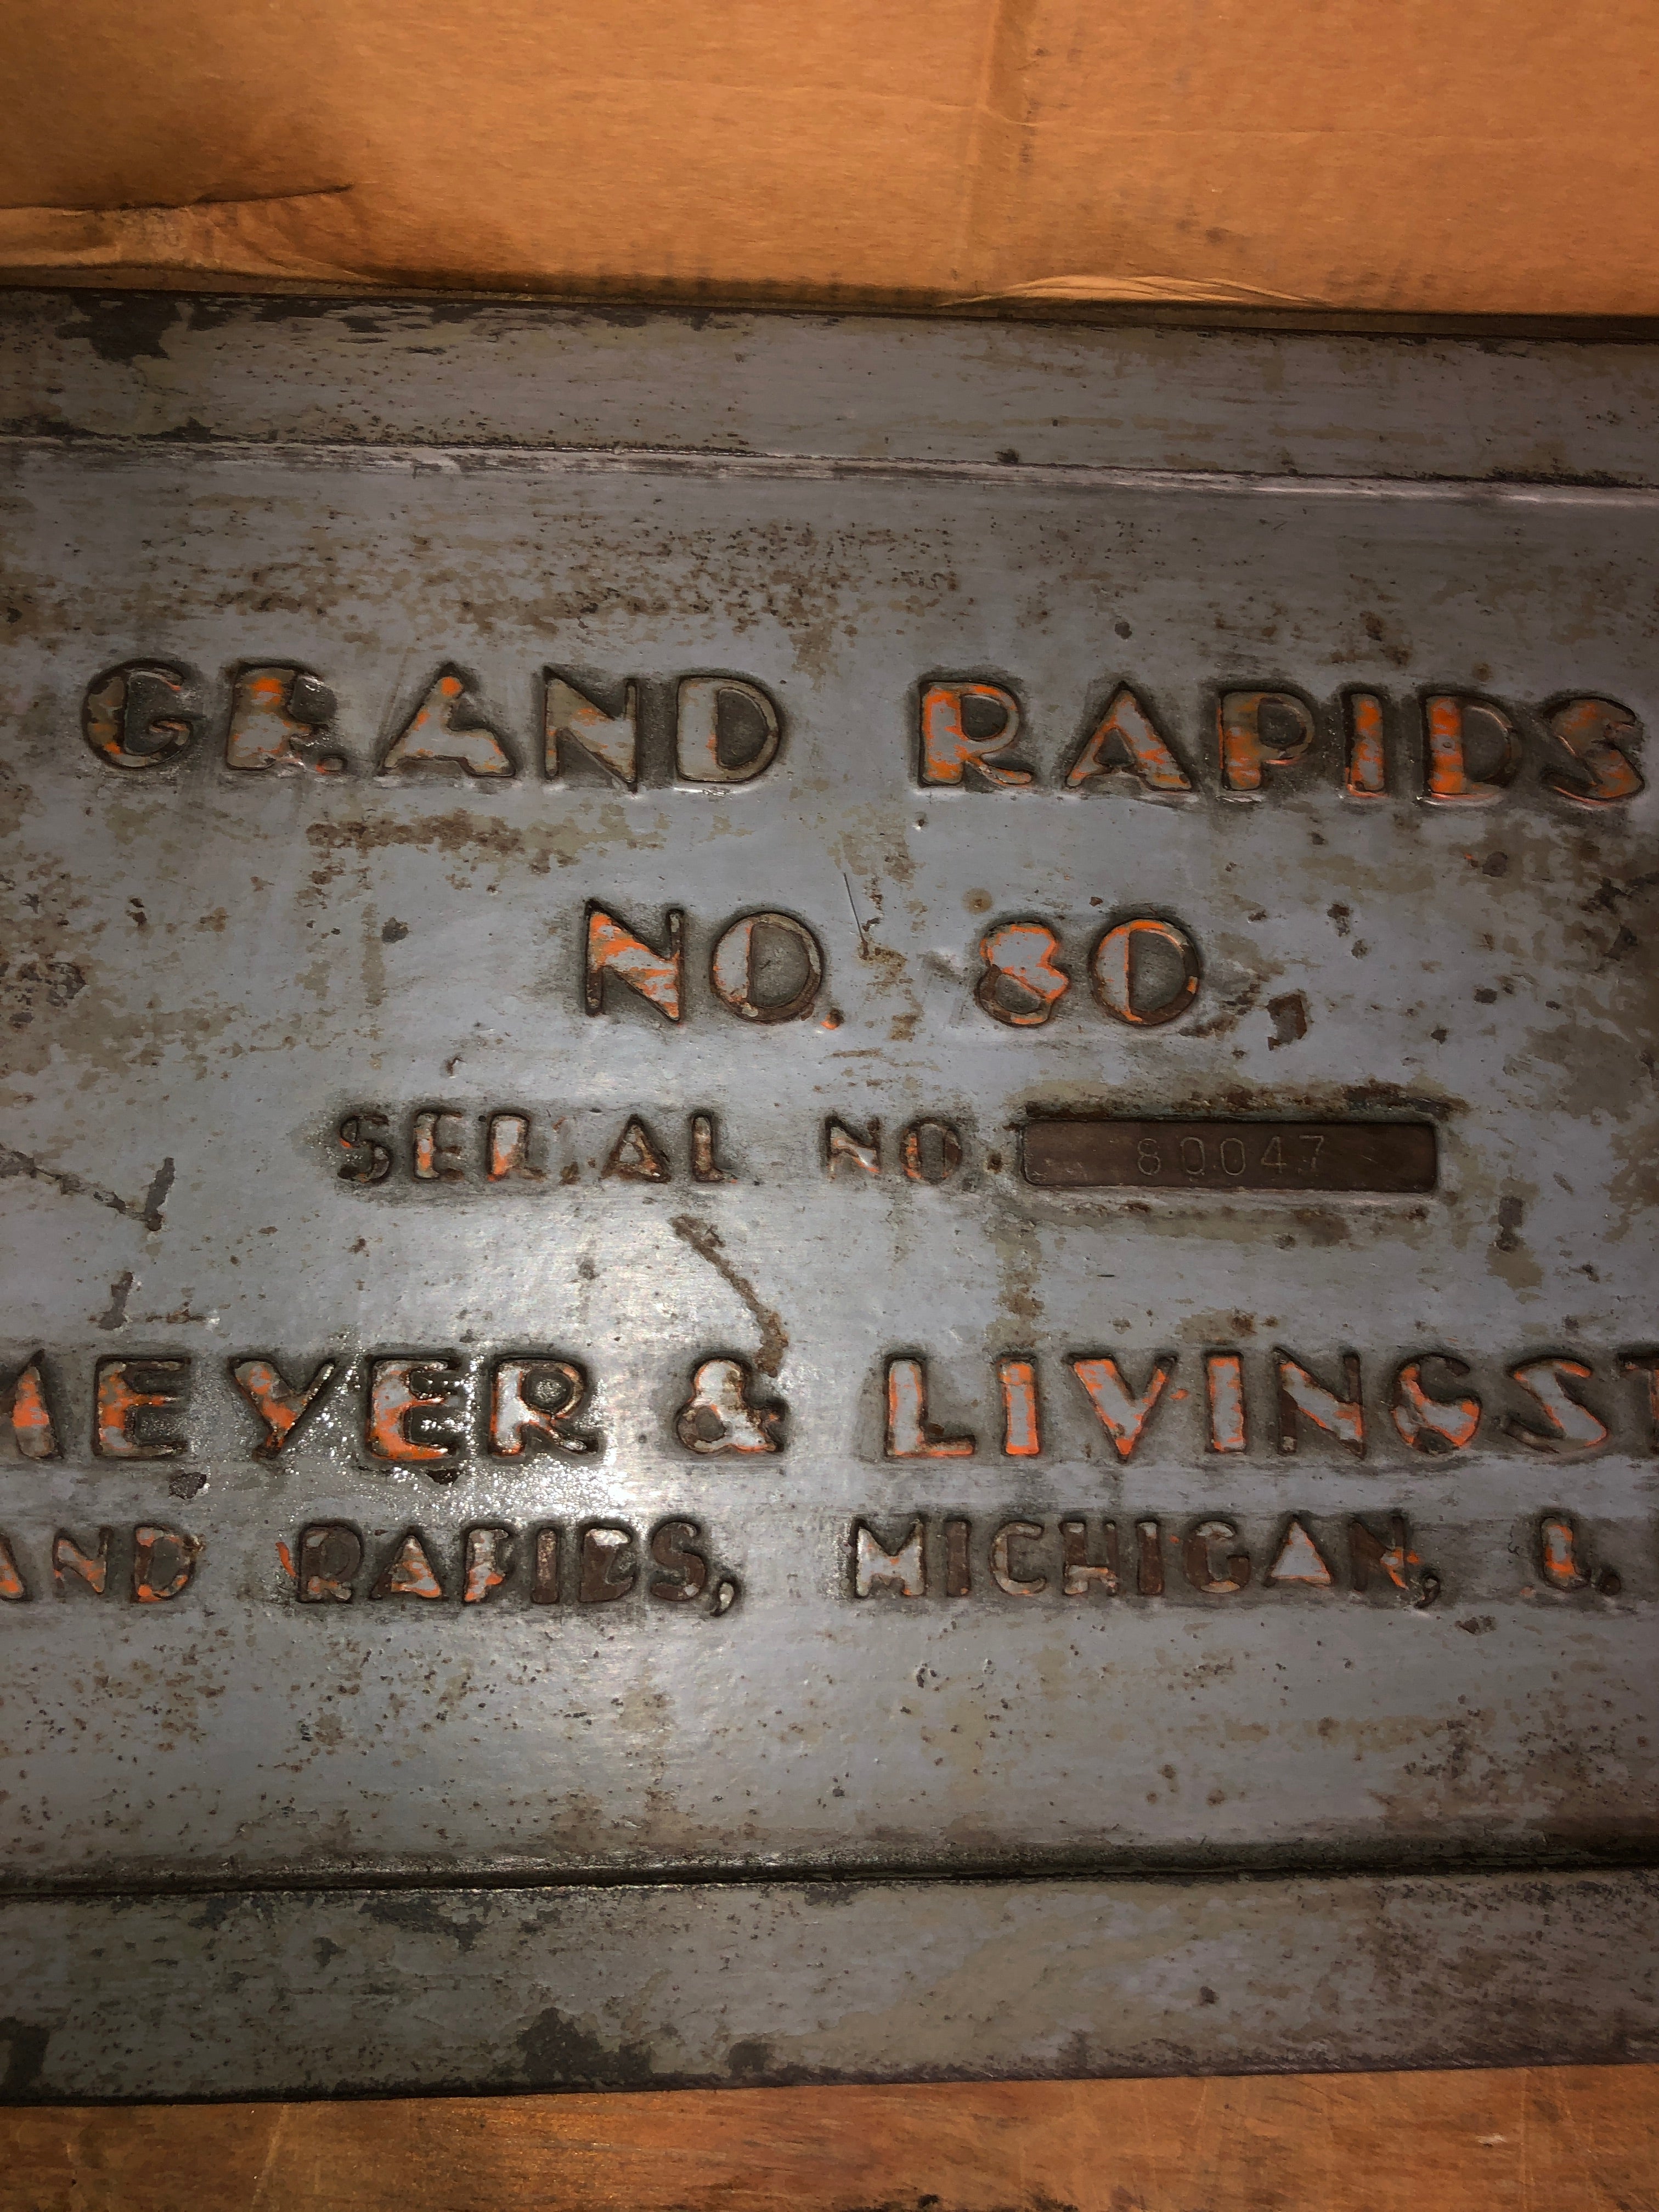 GRAND RAPIDS
NO. 80
SERIAL NO. 80047
MEYER & LIVINGST
AND RAPIDS, MICHIGAN, U.